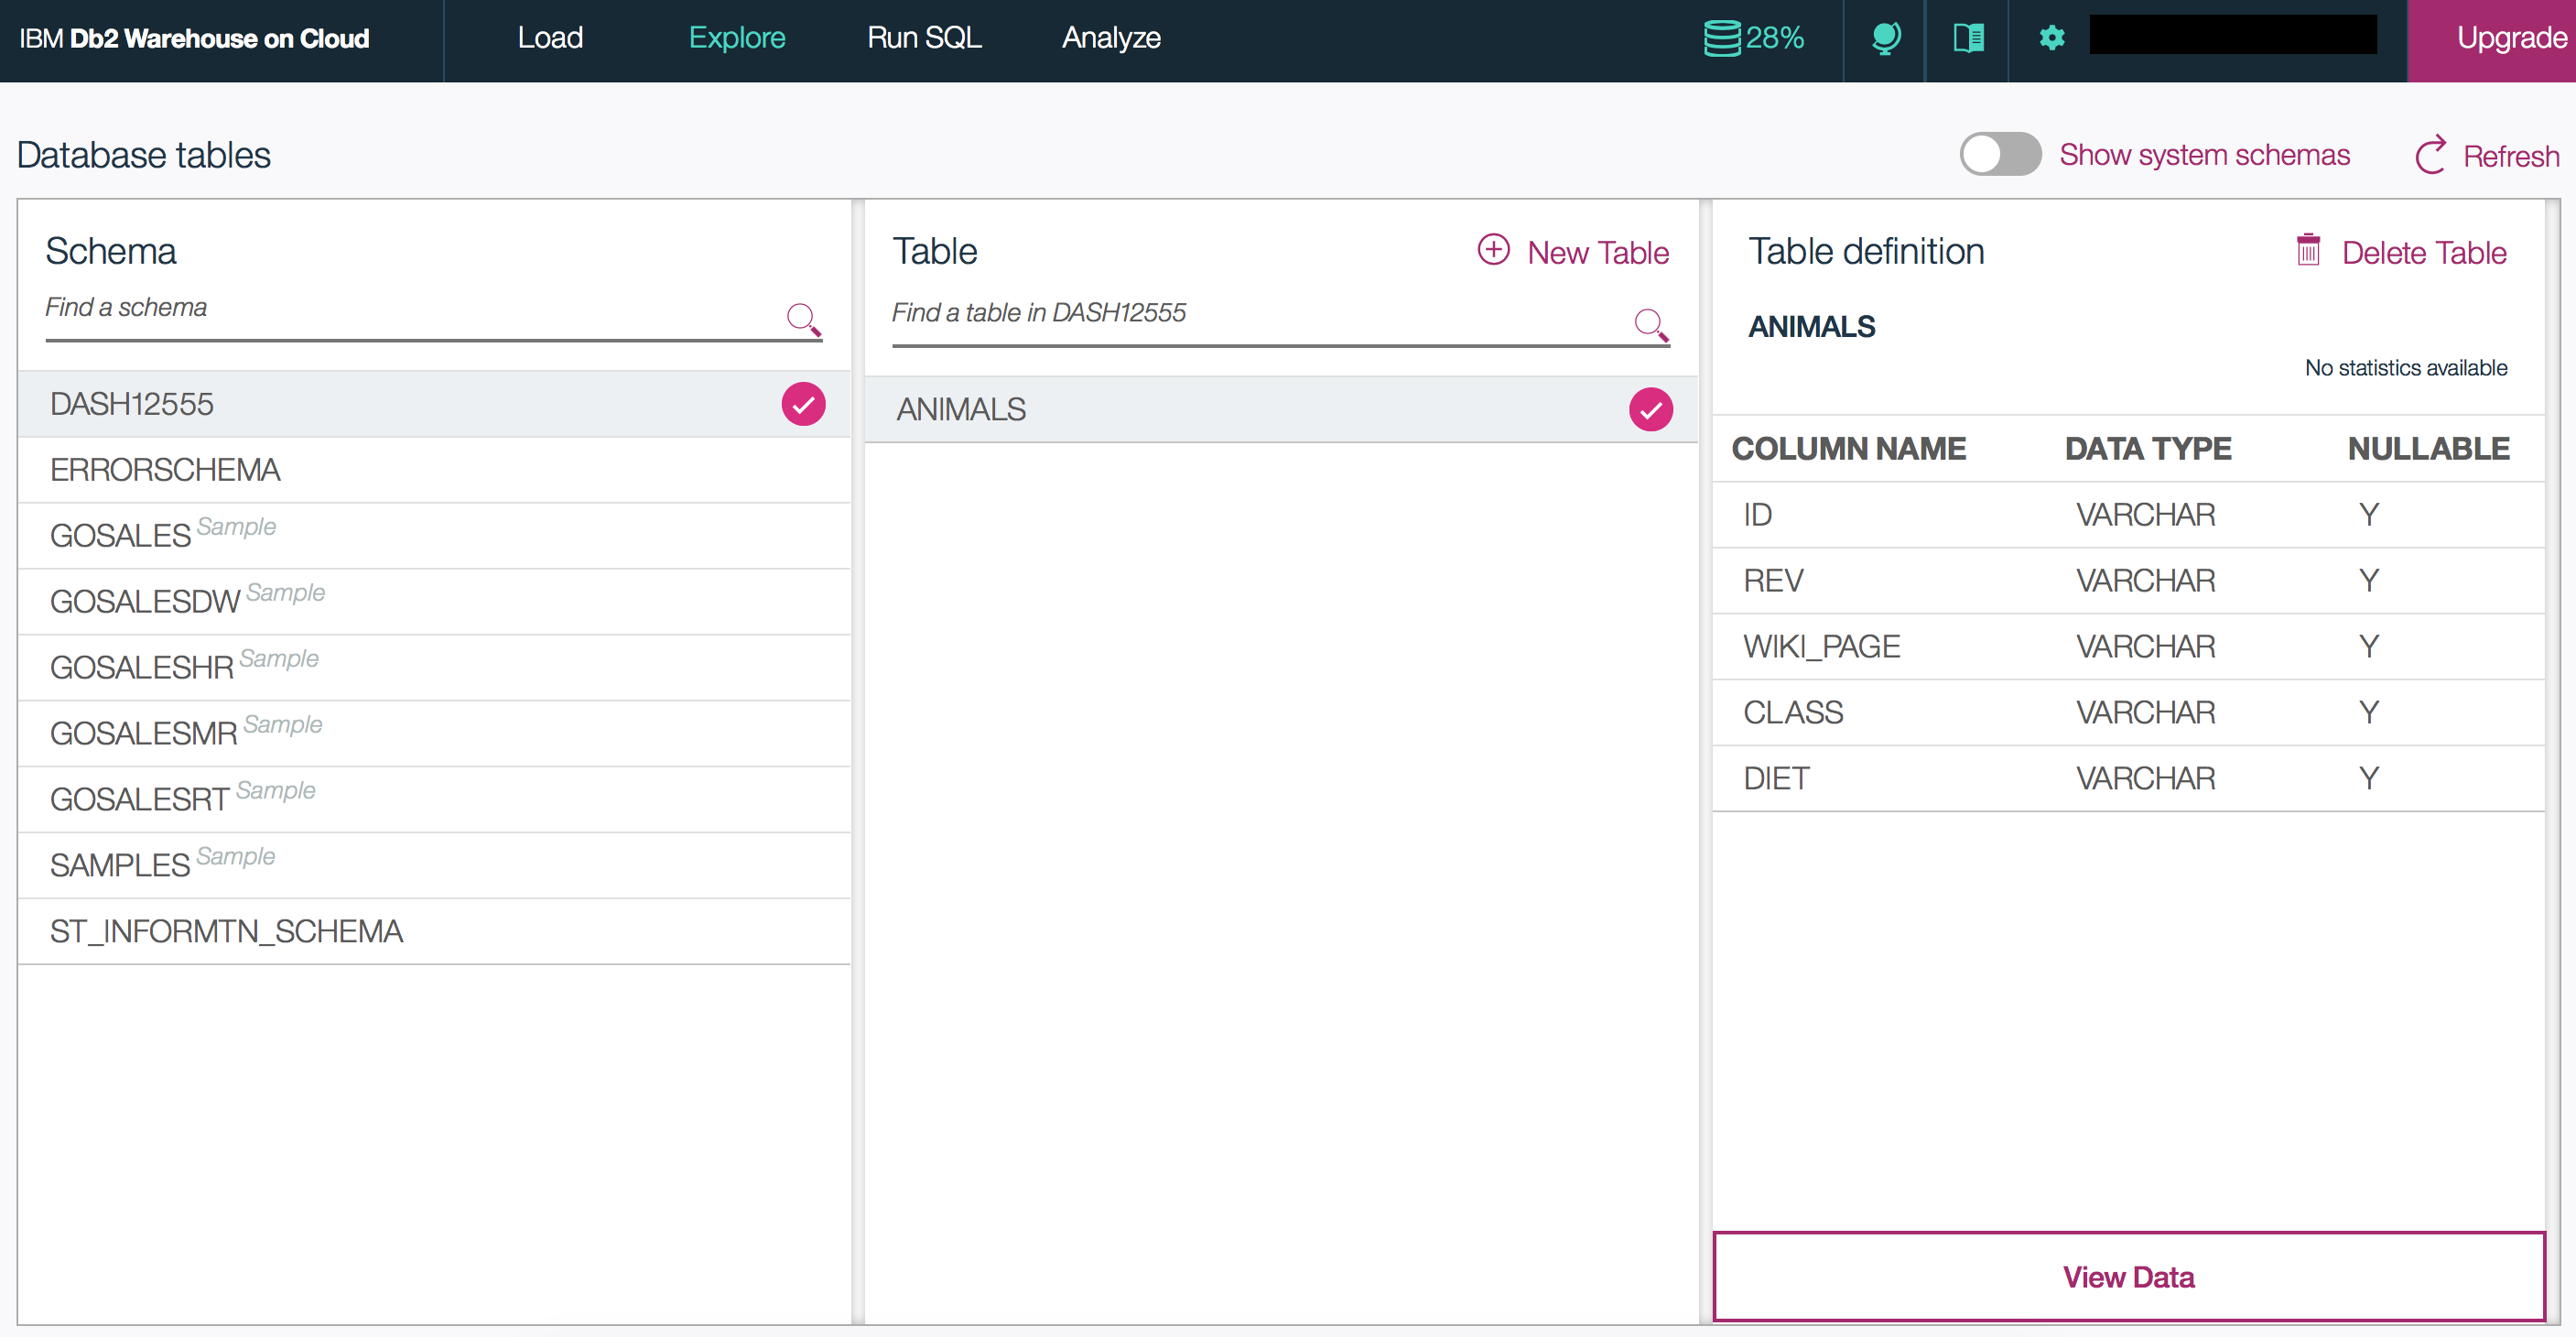 IBM Db2 Warehouse on Cloud Load Explore Run SQL Analyze 28% Upgrade
Database tables Show system schemas Refresh
Schema
Find a schema
DASH12555
ERRORSCHEMA
GOSALES Sample
GOSALESDW Sample
GOSALESHR Sample
GOSALESMR Sample
GOSALESRT Sample
SAMPLES Sample
ST_INFORMTN_SCHEMA
Table New Table
Find a table in DASH12555
ANIMALS
Table definition Delete Table
ANIMALS
No statistics available
COLUMN NAME DATA TYPE NULLABLE
ID VARCHAR Y
REV VARCHAR Y
WIKI_PAGE VARCHAR Y
CLASS VARCHAR Y
DIET VARCHAR Y
View Data